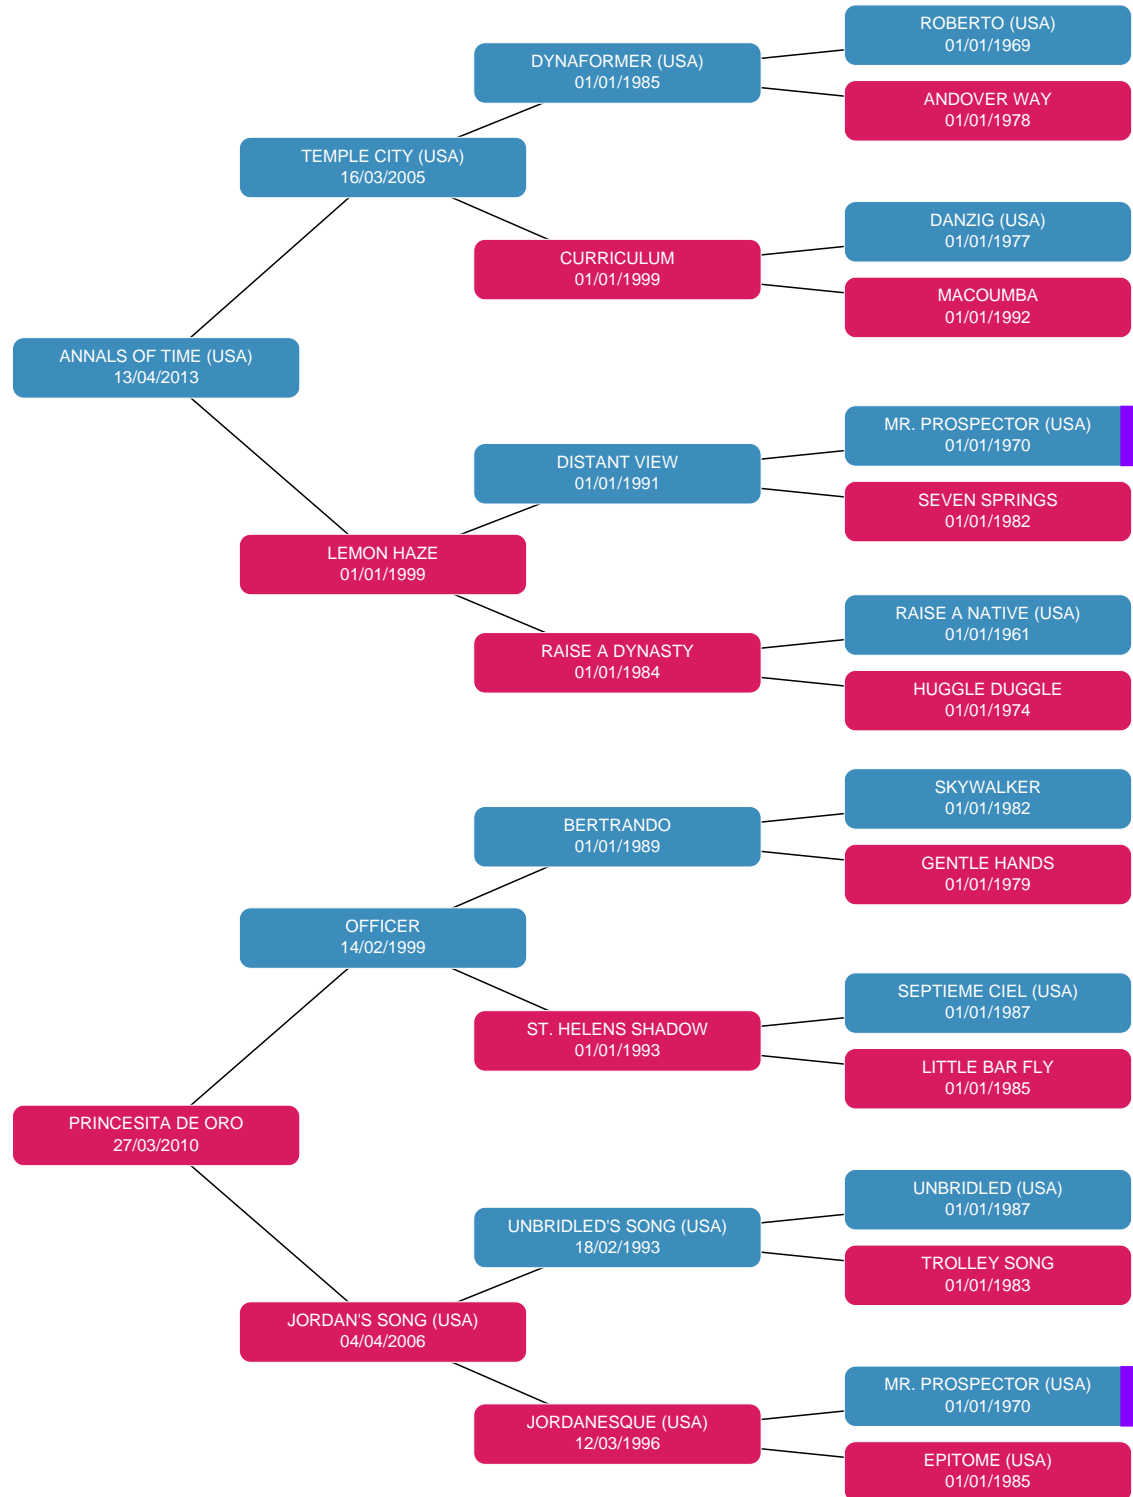 ROBERTO (USA)
01/01/1969
DYNAFORMER (USA)
01/01/1985
ANDOVER WAY
01/01/1978
TEMPLE CITY (USA)
16/03/2005
DANZIG (USA)
01/01/1977
CURRICULUM
01/01/1999
MACOUMBA
01/01/1992
ANNALS OF TIME (USA)
13/04/2013
MR. PROSPECTOR (USA)
01/01/1970
DISTANT VIEW
01/01/1991
SEVEN SPRINGS
01/01/1982
LEMON HAZE
01/01/1999
RAISE A NATIVE (USA)
01/01/1961
RAISE A DYNASTY
01/01/1984
HUGGLE DUGGLE
01/01/1974
SKYWALKER
01/01/1982
BERTRANDO
01/01/1989
GENTLE HANDS
01/01/1979
OFFICER
14/02/1999
SEPTIEME CIEL (USA)
01/01/1987
ST. HELENS SHADOW
01/01/1993
LITTLE BAR FLY
01/01/1985
PRINCESITA DE ORO
27/03/2010
UNBRIDLED (USA)
01/01/1987
UNBRIDLED'S SONG (USA)
18/02/1993
TROLLEY SONG
01/01/1983
JORDAN'S SONG (USA)
04/04/2006
MR. PROSPECTOR (USA)
01/01/1970
JORDANESQUE (USA)
12/03/1996
EPITOME (USA)
01/01/1985